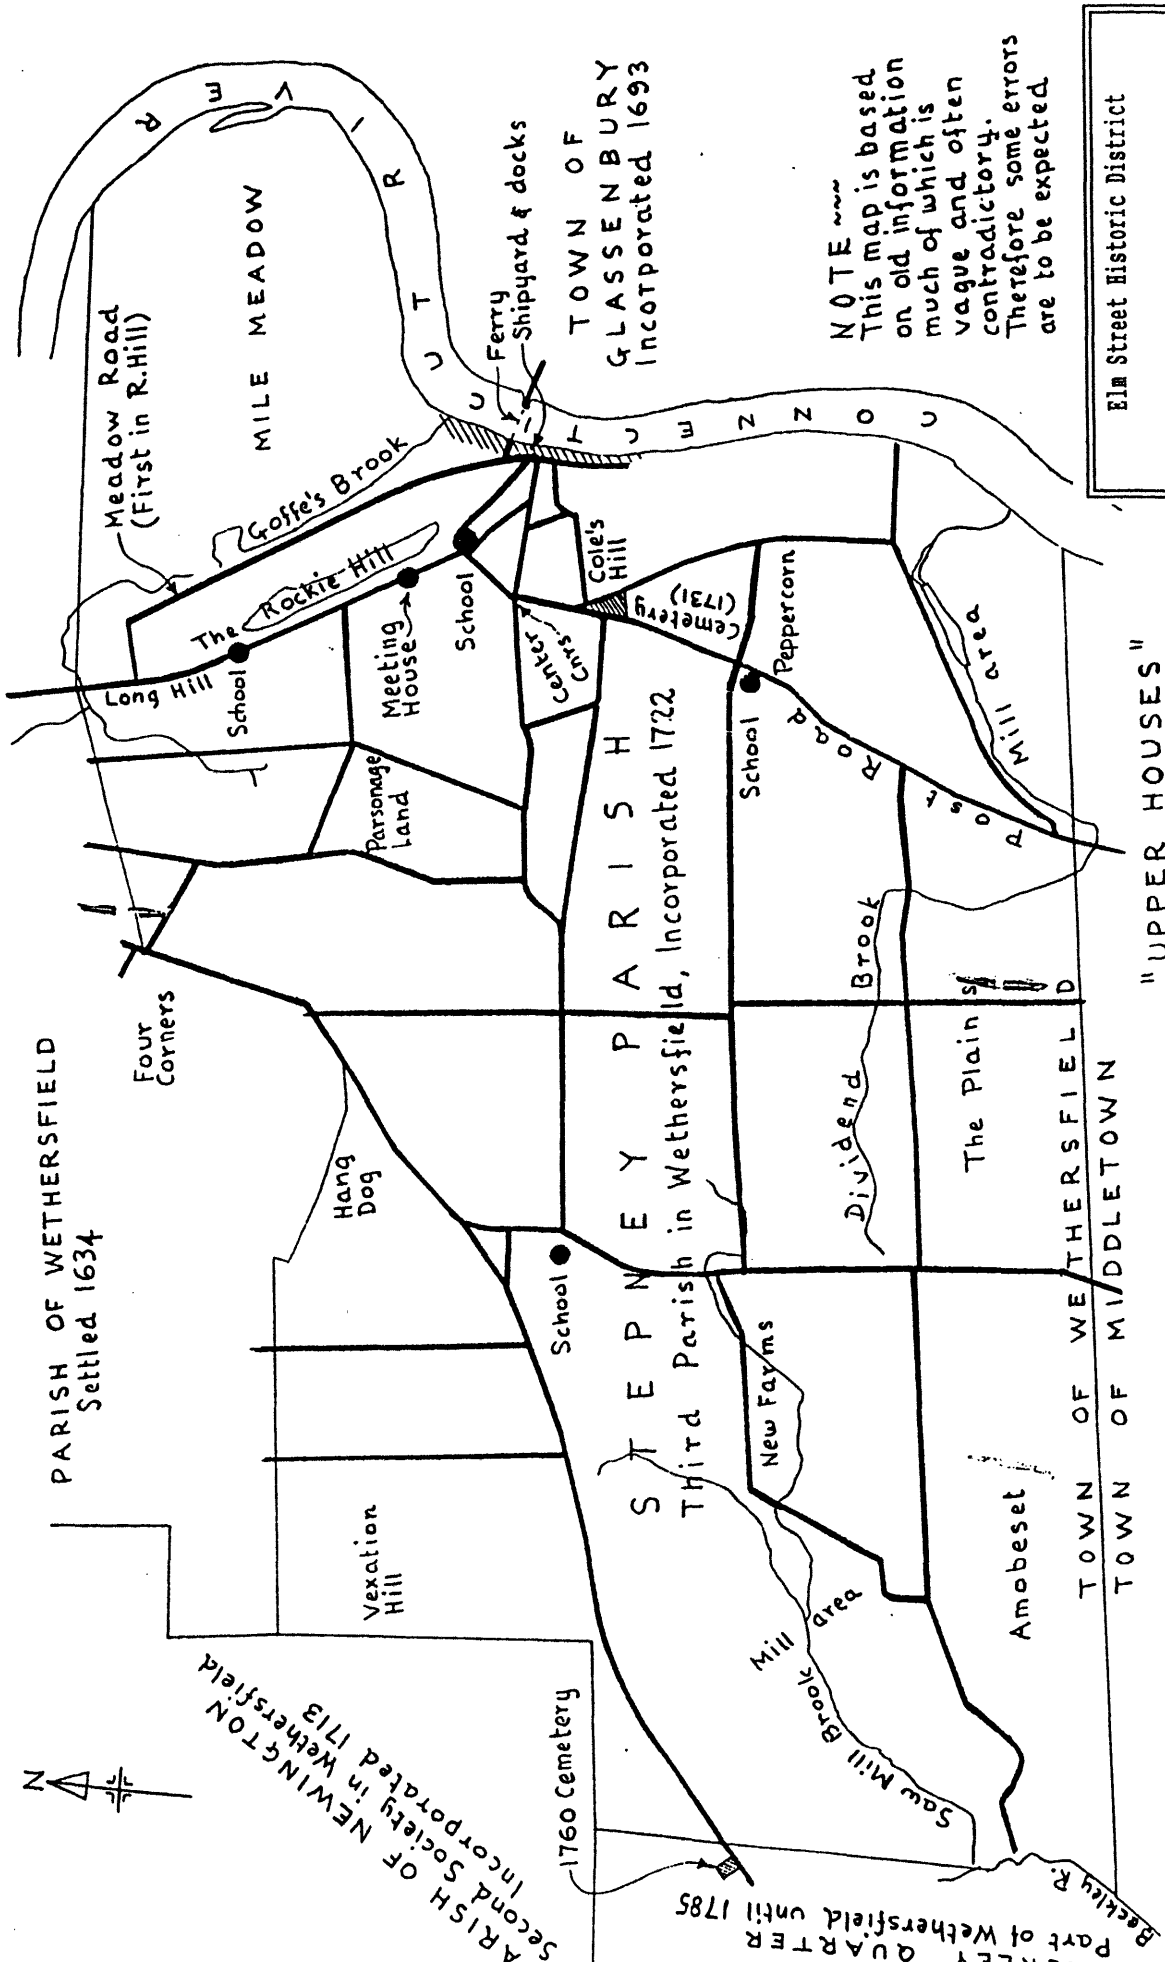 PARISH OF WETHERSFIELD
Settled 1634
N
ARISH OF NEWINGTON
Second Society in Wethersfield
Incorporated 1713
1760 Cemetery
QUARTER
Part of Wethersfield until 1785
Beckley R.
Vexation
Hill
Hang
Dog
Four
Corners
Long Hill
The Rockie Hill
Meadow Road
(First in R.Hill)
Goffe's Brook
MILE MEADOW
CONNECTICUT RIVER
School
Meeting
House
School
Parsonage
Land
Center
Cnrs.
Cole's
Hill
Cemetery
(1731)
Ferry
Shipyard & docks
TOWN OF
GLASSENBURY
Incorporated 1693
STEPNEY PARISH
Third Parish in Wethersfield, Incorporated 1722
School
School
Peppercorn
Post Road
Mill area
Dividend Brook
The Plains
New Farms
Mill area
Saw Mill Brook
Amobeset
TOWN OF WETHERSFIELD
TOWN OF MIDDLETOWN
"UPPER HOUSES"
NOTE ~~~
This map is based
on old information
much of which is
vague and often
contradictory.
Therefore some errors
are to be expected
Elm Street Historic District